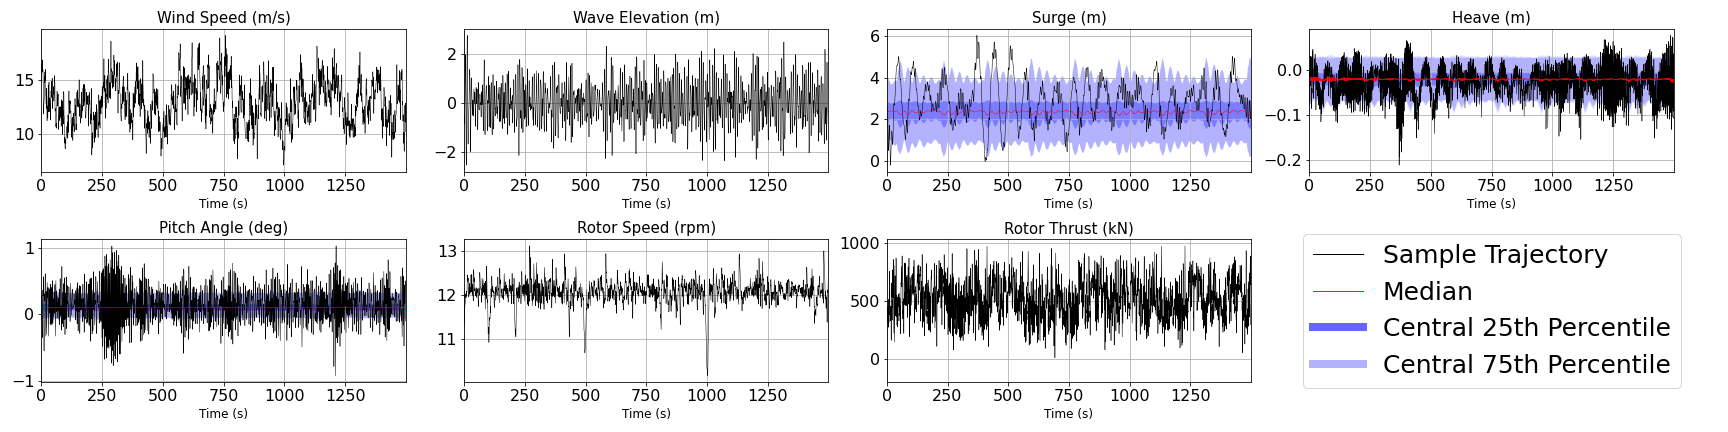 Wind Speed (m/s)
15
10
0 250 500 750 1000 1250
Time (s)
Wave Elevation (m)
2
0
−2
0 250 500 750 1000 1250
Time (s)
Surge (m)
6
4
2
0
0 250 500 750 1000 1250
Time (s)
Heave (m)
0.0
−0.1
−0.2
0 250 500 750 1000 1250
Time (s)
Pitch Angle (deg)
1
0
−1
0 250 500 750 1000 1250
Time (s)
Rotor Speed (rpm)
13
12
11
0 250 500 750 1000 1250
Time (s)
Rotor Thrust (kN)
1000
500
0
0 250 500 750 1000 1250
Time (s)
Sample Trajectory
Median
Central 25th Percentile
Central 75th Percentile